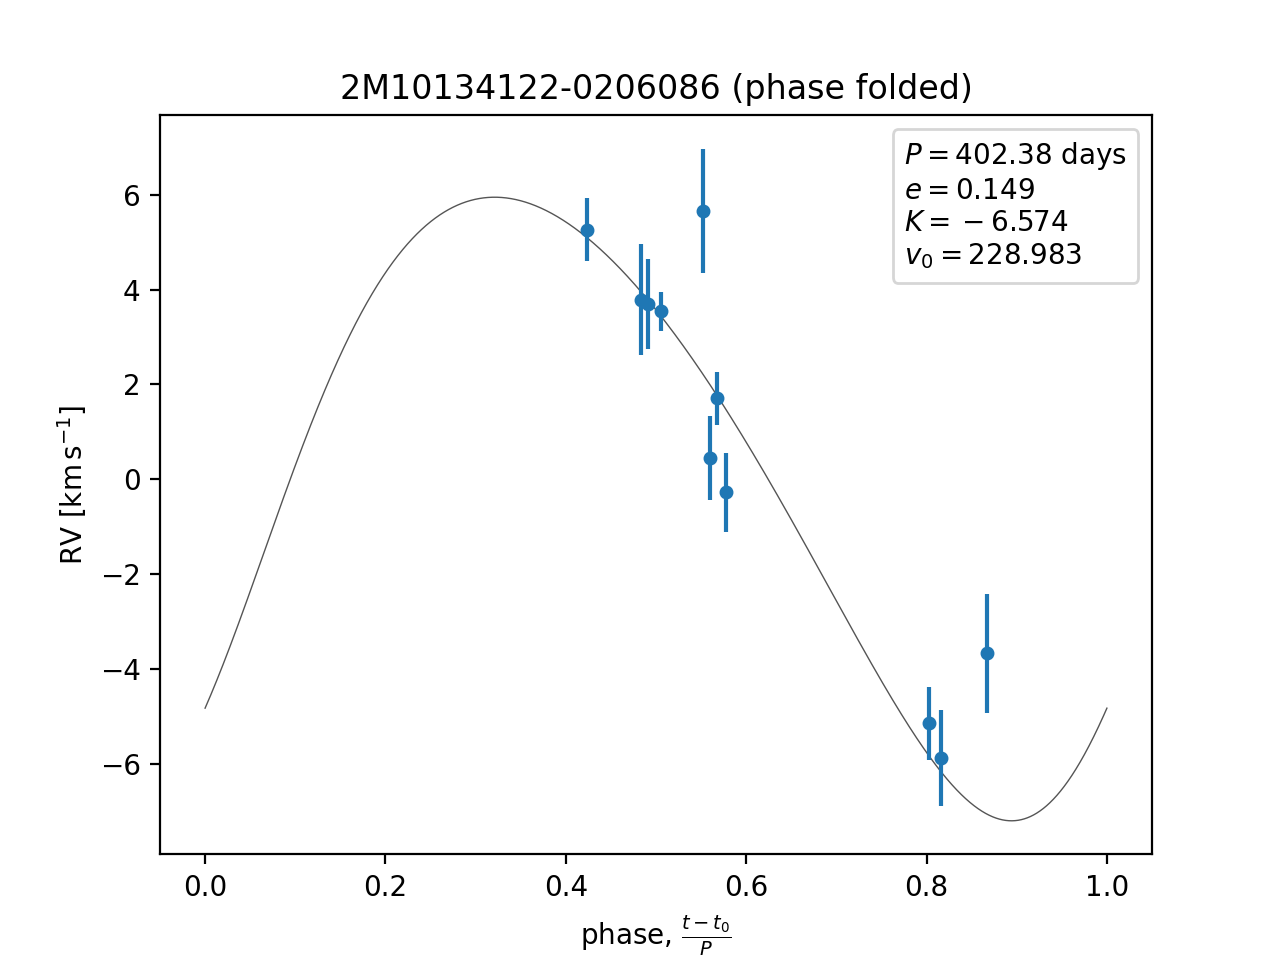 2M10134122-0206086 (phase folded)
P = 402.38 days
e = 0.149
K = −6.574
v₀ = 228.983
RV [km s⁻¹]
6
4
2
0
−2
−4
−6
0.0 0.2 0.4 0.6 0.8 1.0
phase, (t − t₀)/P